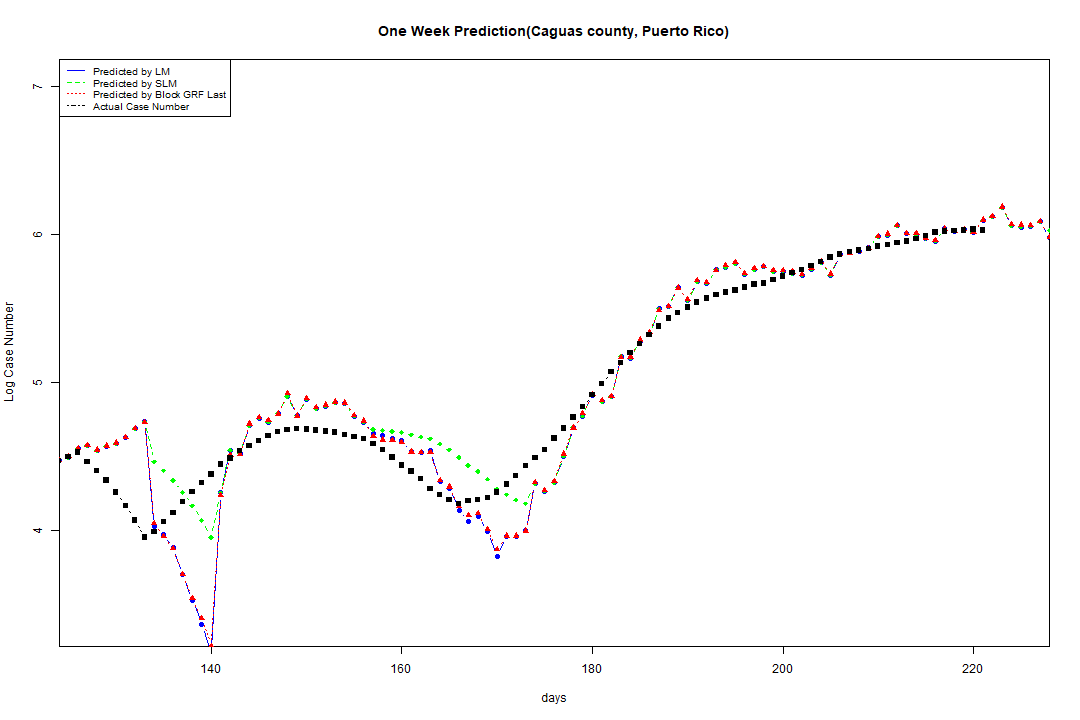 One Week Prediction(Caguas county, Puerto Rico)
Predicted by LM
Predicted by SLM
Predicted by Block GRF Last
Actual Case Number
7
6
5
4
Log Case Number
140 160 180 200 220
days